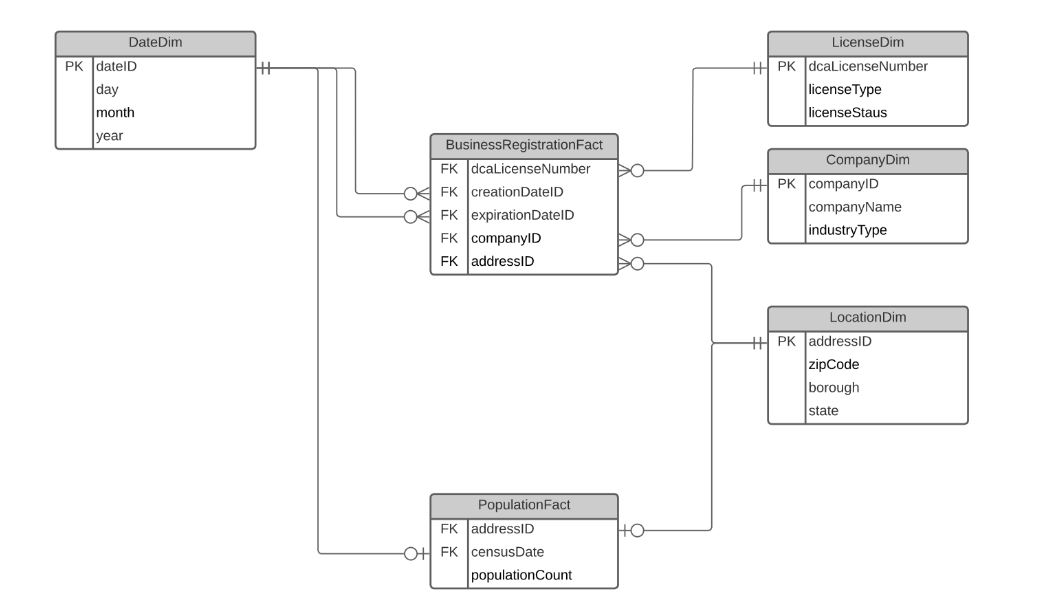 DateDim
PK dateID
day
month
year
LicenseDim
PK dcaLicenseNumber
licenseType
licenseStaus
BusinessRegistrationFact
FK dcaLicenseNumber
FK creationDateID
FK expirationDateID
FK companyID
FK addressID
CompanyDim
PK companyID
companyName
industryType
LocationDim
PK addressID
zipCode
borough
state
PopulationFact
FK addressID
FK censusDate
populationCount